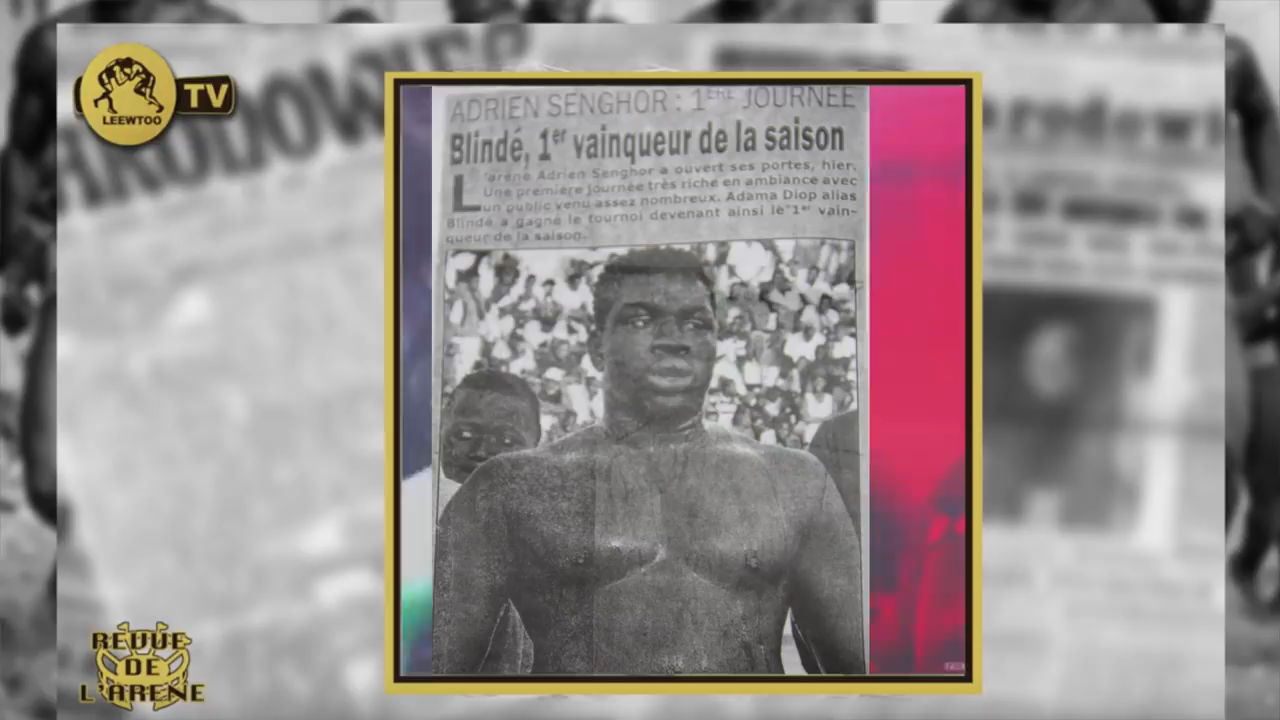 LEEWTOO
TV
ADRIEN SENGHOR : 1ÈRE JOURNEE
Blindé, 1er vainqueur de la saison
L'arène Adrien Senghor a ouvert ses portes, hier.
Une première journée très riche en ambiance avec
un public venu assez nombreux. Adama Diop alias
Blindé a gagné le tournoi devenant ainsi le 1er vain-
queur de la saison.
REVUE
DE
L'ARENE